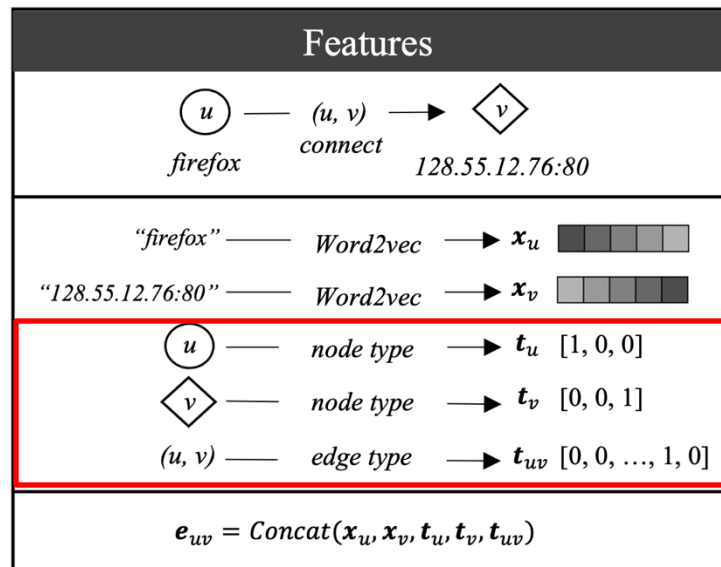 Features
u (u, v) v
firefox connect 128.55.12.76:80
“firefox” Word2vec x_u
“128.55.12.76:80” Word2vec x_v
u node type t_u [1, 0, 0]
v node type t_v [0, 0, 1]
(u, v) edge type t_uv [0, 0, …, 1, 0]
e_uv = Concat(x_u, x_v, t_u, t_v, t_uv)